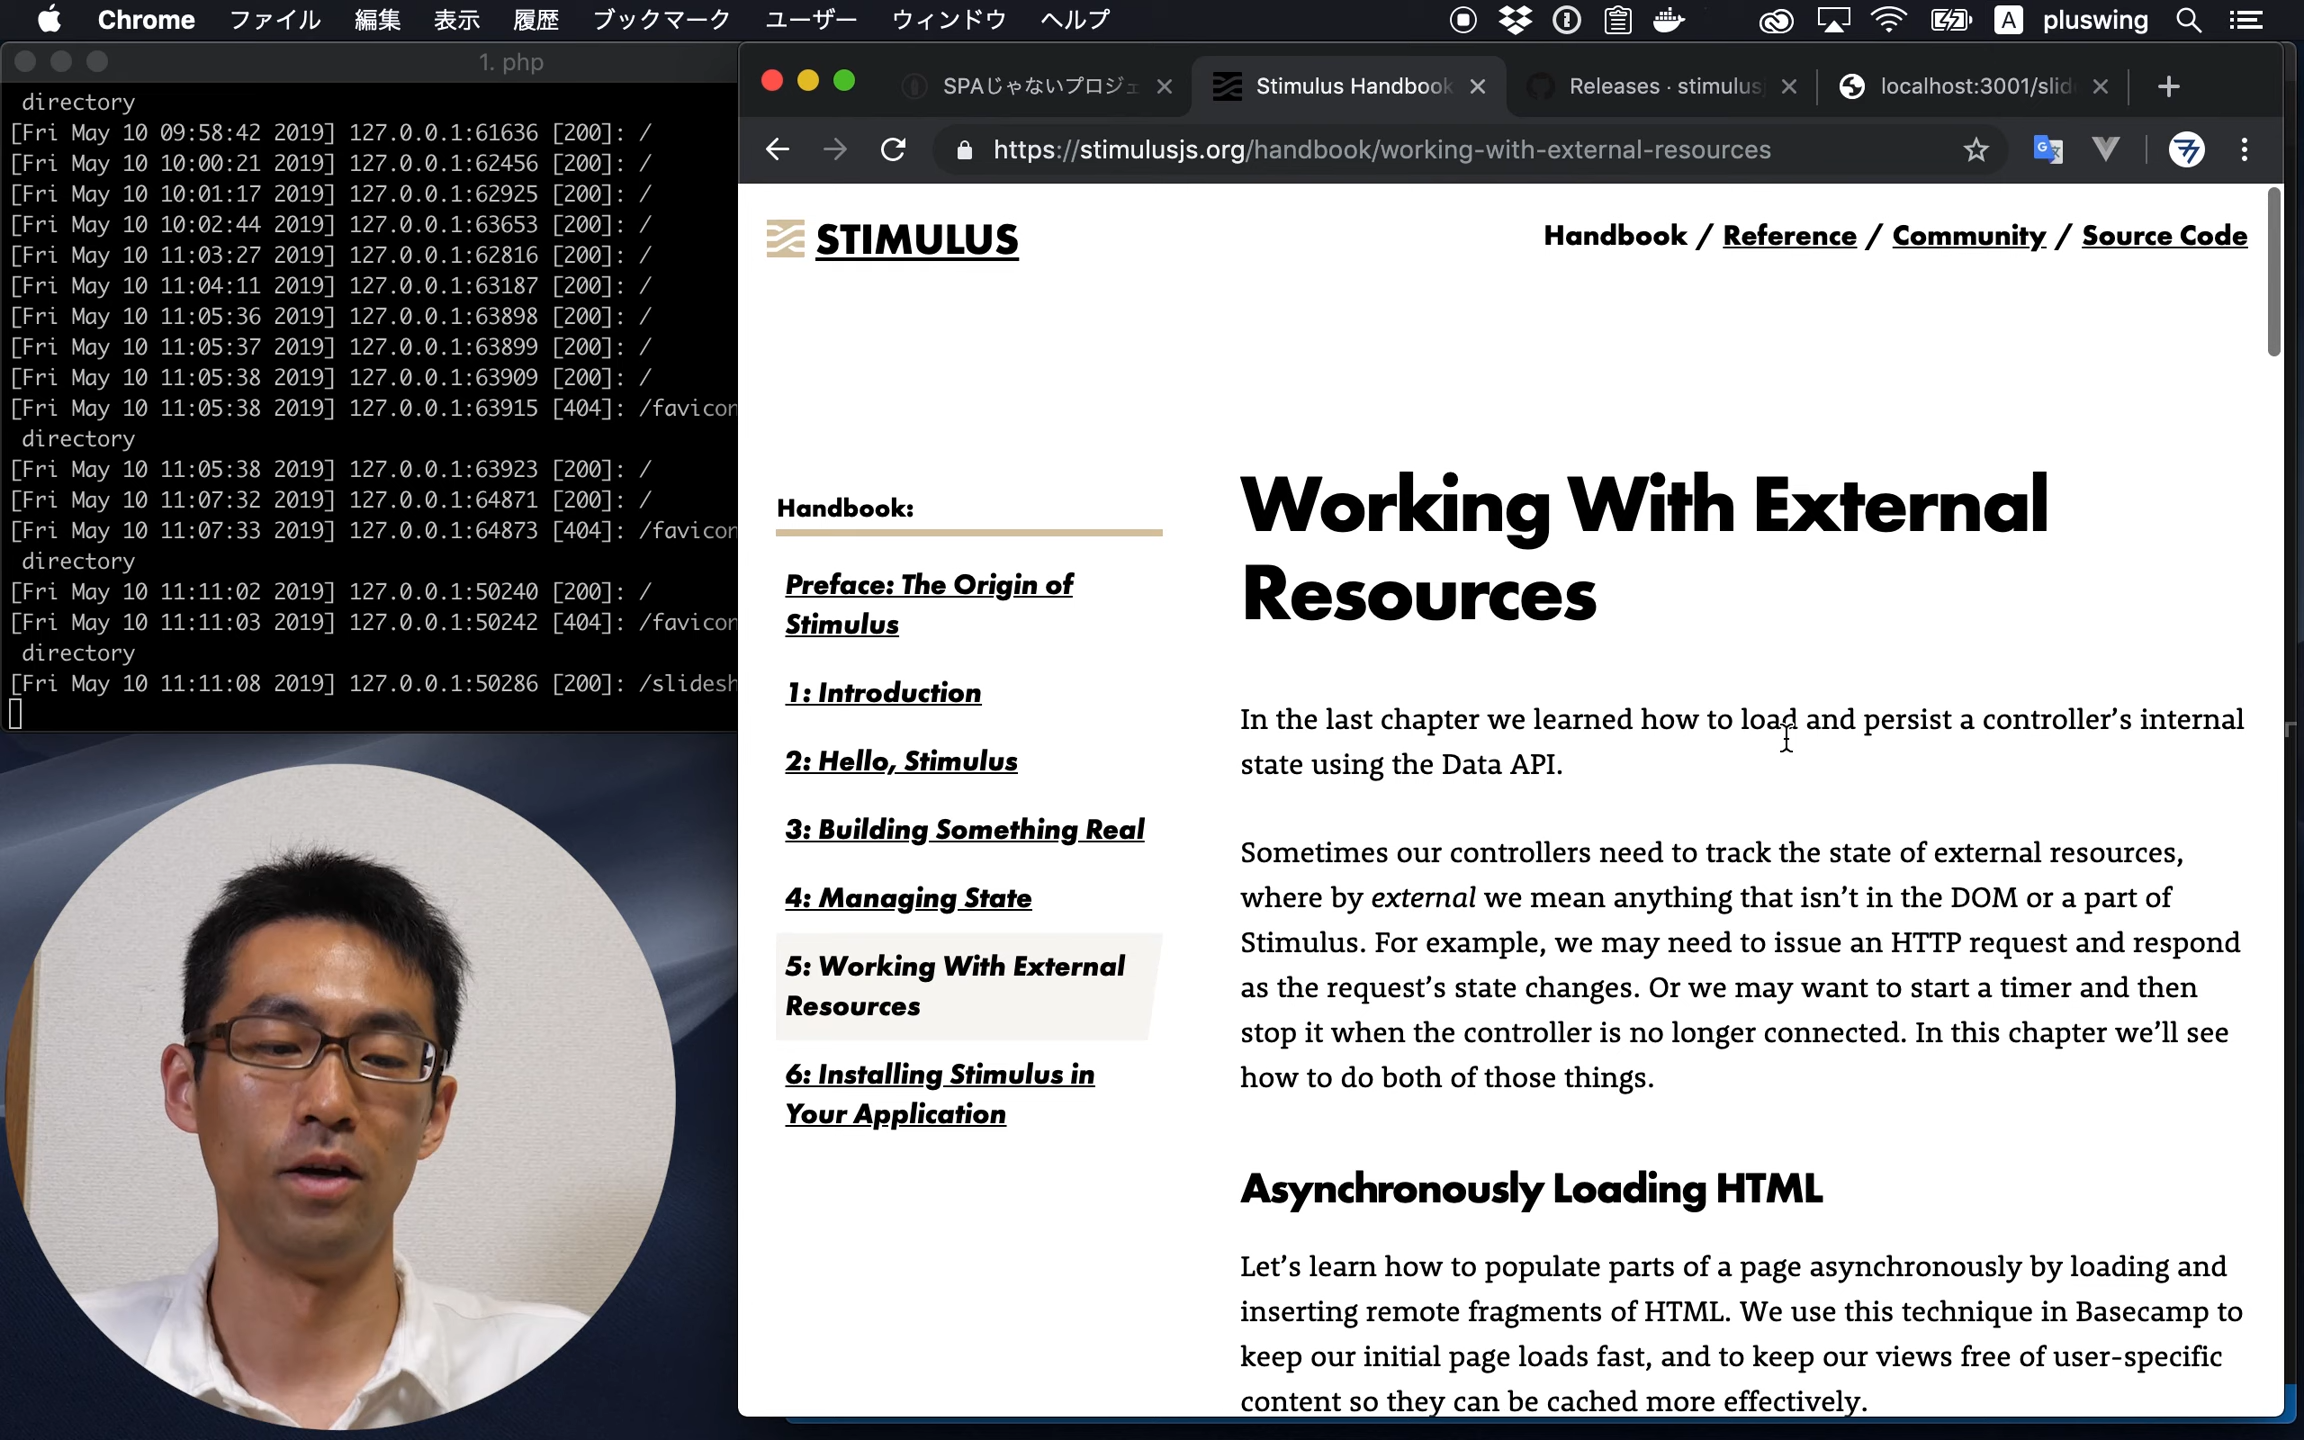 Chrome ファイル 編集 表示 履歴 ブックマーク ユーザー ウィンドウ ヘルプ A pluswing
1. php
directory
[Fri May 10 09:58:42 2019] 127.0.0.1:61636 [200]: /
[Fri May 10 10:00:21 2019] 127.0.0.1:62456 [200]: /
[Fri May 10 10:01:17 2019] 127.0.0.1:62925 [200]: /
[Fri May 10 10:02:44 2019] 127.0.0.1:63653 [200]: /
[Fri May 10 11:03:27 2019] 127.0.0.1:62816 [200]: /
[Fri May 10 11:04:11 2019] 127.0.0.1:63187 [200]: /
[Fri May 10 11:05:36 2019] 127.0.0.1:63898 [200]: /
[Fri May 10 11:05:37 2019] 127.0.0.1:63899 [200]: /
[Fri May 10 11:05:38 2019] 127.0.0.1:63909 [200]: /
[Fri May 10 11:05:38 2019] 127.0.0.1:63915 [404]: /favicon
directory
[Fri May 10 11:05:38 2019] 127.0.0.1:63923 [200]: /
[Fri May 10 11:07:32 2019] 127.0.0.1:64871 [200]: /
[Fri May 10 11:07:33 2019] 127.0.0.1:64873 [404]: /favicon
directory
[Fri May 10 11:11:02 2019] 127.0.0.1:50240 [200]: /
[Fri May 10 11:11:03 2019] 127.0.0.1:50242 [404]: /favicon
directory
[Fri May 10 11:11:08 2019] 127.0.0.1:50286 [200]: /slidesh
SPAじゃないプロジェ Stimulus Handbook Releases · stimulusj localhost:3001/slid
https://stimulusjs.org/handbook/working-with-external-resources
STIMULUS
Handbook / Reference / Community / Source Code
Handbook:
Preface: The Origin of
Stimulus
1: Introduction
2: Hello, Stimulus
3: Building Something Real
4: Managing State
5: Working With External
Resources
6: Installing Stimulus in
Your Application
Working With External
Resources
In the last chapter we learned how to load and persist a controller’s internal
state using the Data API.
Sometimes our controllers need to track the state of external resources,
where by external we mean anything that isn’t in the DOM or a part of
Stimulus. For example, we may need to issue an HTTP request and respond
as the request’s state changes. Or we may want to start a timer and then
stop it when the controller is no longer connected. In this chapter we’ll see
how to do both of those things.
Asynchronously Loading HTML
Let’s learn how to populate parts of a page asynchronously by loading and
inserting remote fragments of HTML. We use this technique in Basecamp to
keep our initial page loads fast, and to keep our views free of user-specific
content so they can be cached more effectively.